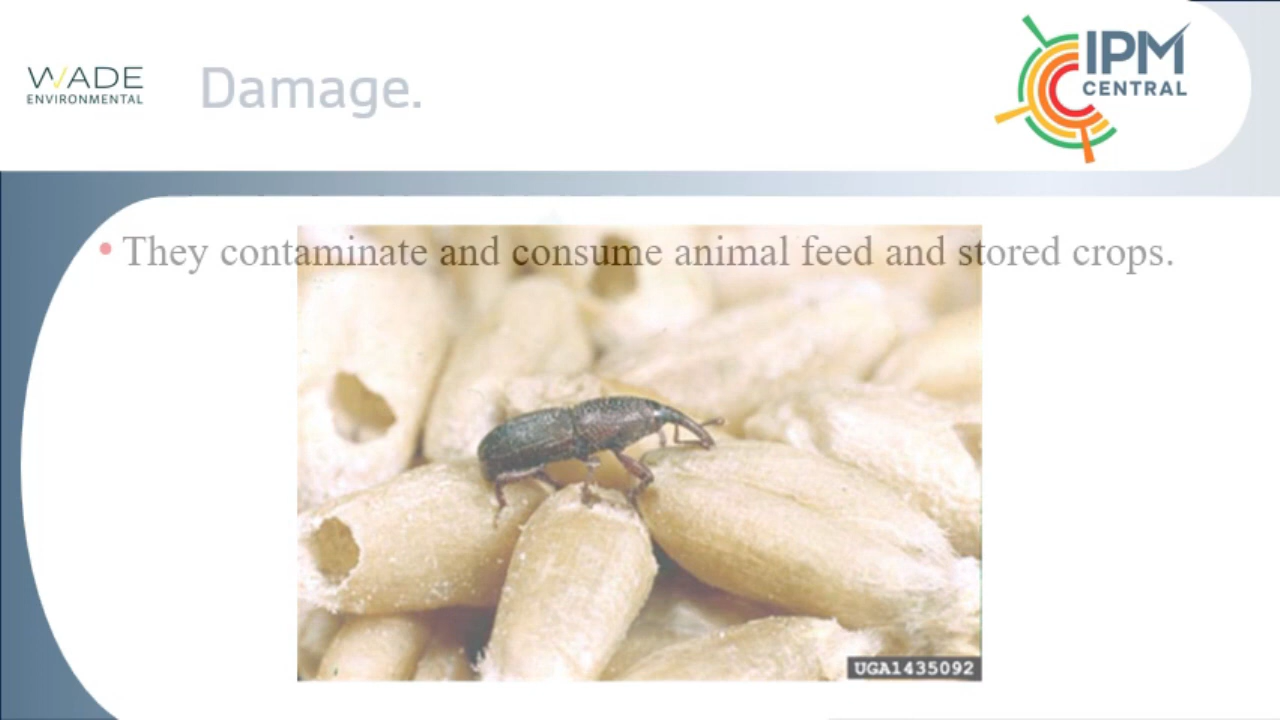 WADE
ENVIRONMENTAL
Damage.
IPM
CENTRAL
• They contaminate and consume animal feed and stored crops.
UGA1435092